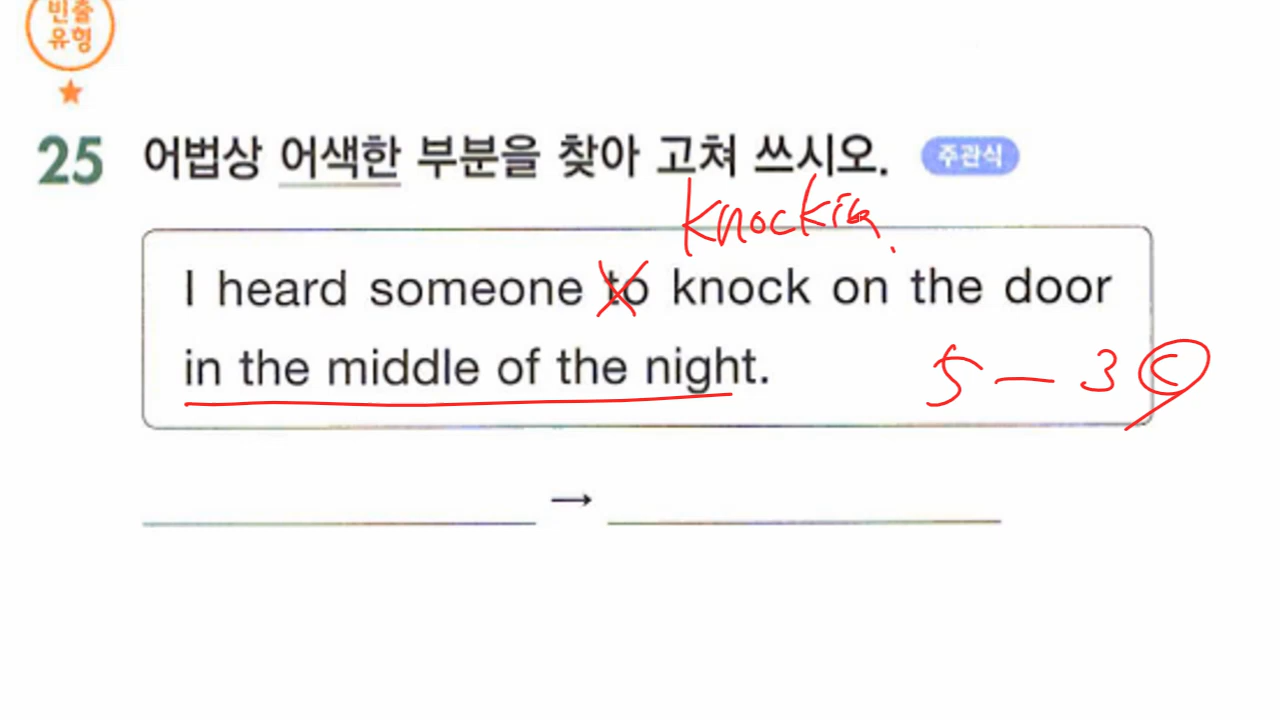 빈출
유형
25 어법상 어색한 부분을 찾아 고쳐 쓰시오. 주관식
knocking.
I heard someone to knock on the door
in the middle of the night.
5-3 ⓒ
→